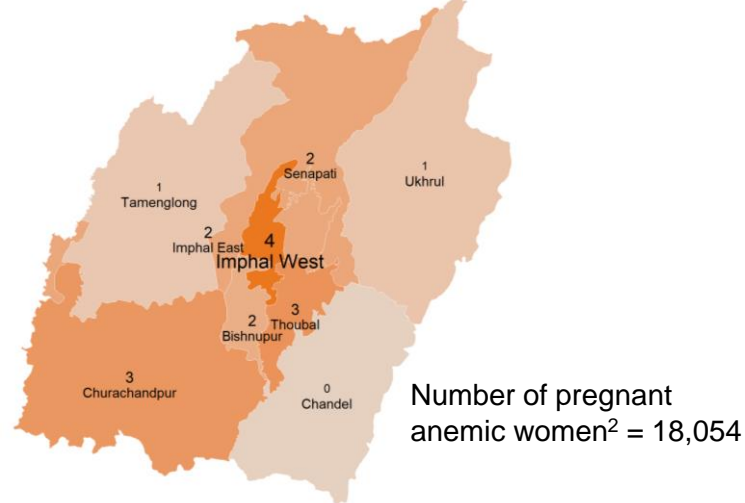 2
Senapati
1
Ukhrul
1
Tamenglong
2
Imphal East
4
Imphal West
3
Thoubal
2
Bishnupur
3
Churachandpur
0
Chandel
Number of pregnant
anemic women² = 18,054